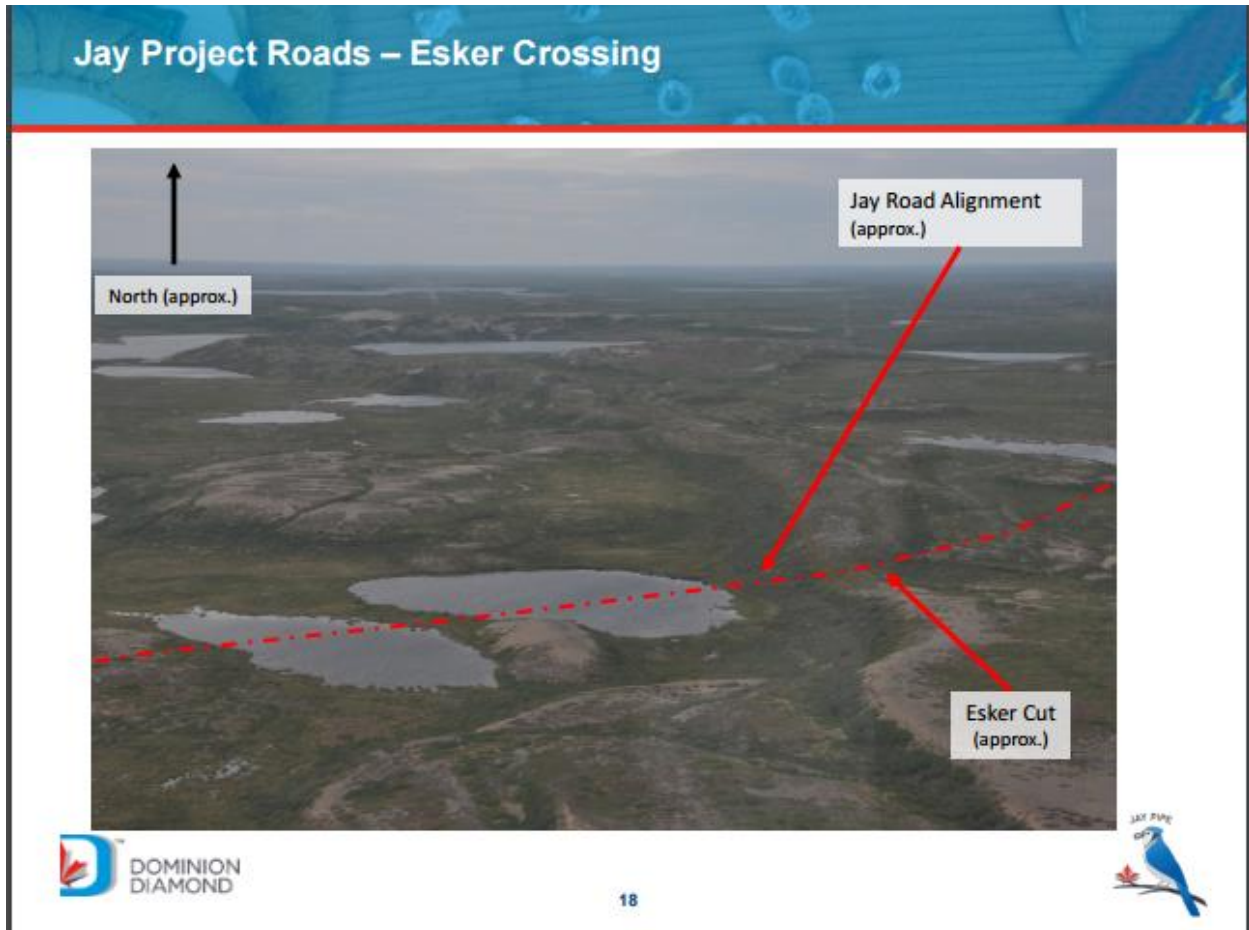 Jay Project Roads – Esker Crossing
Jay Road Alignment
(approx.)
North (approx.)
Esker Cut
(approx.)
JAY PIPE
DOMINION
DIAMOND
18